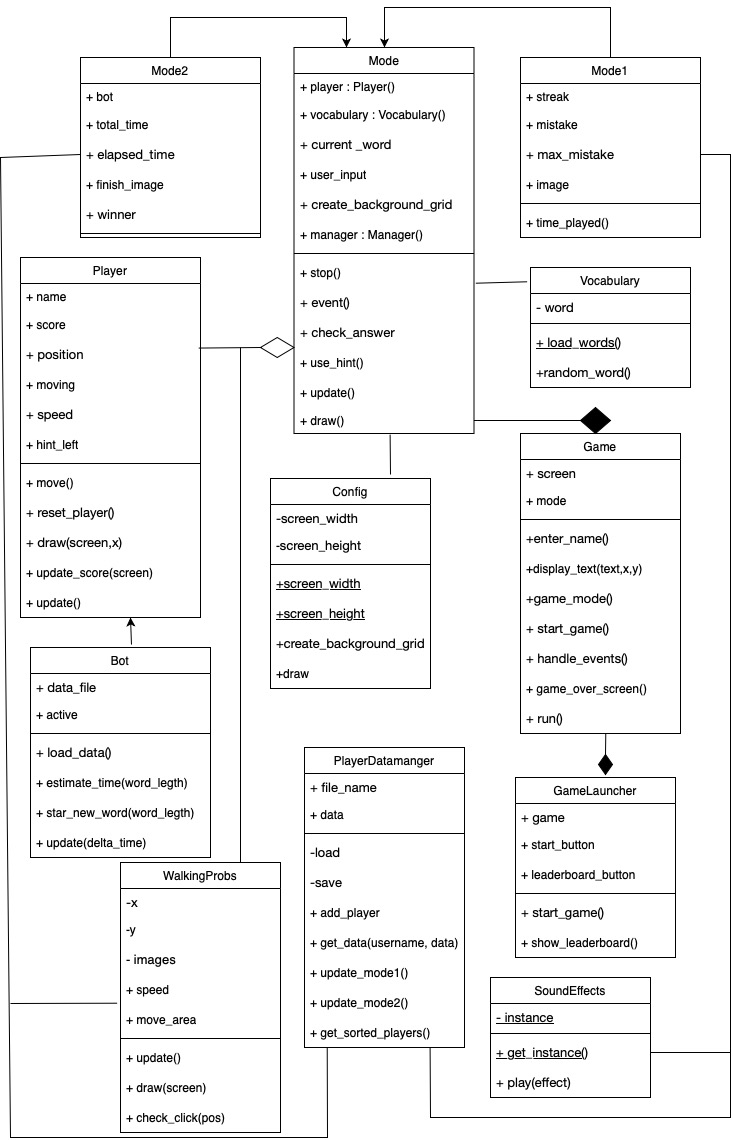 Mode2
+ bot
+ total_time
+ elapsed_time
+ finish_image
+ winner
Mode
+ player : Player()
+ vocabulary : Vocabulary()
+ current _word
+ user_input
+ create_background_grid
+ manager : Manager()
+ stop()
+ event()
+ check_answer
+ use_hint()
+ update()
+ draw()
Mode1
+ streak
+ mistake
+ max_mistake
+ image
+ time_played()
Player
+ name
+ score
+ position
+ moving
+ speed
+ hint_left
+ move()
+ reset_player()
+ draw(screen,x)
+ update_score(screen)
+ update()
Vocabulary
- word
+ load_words()
+random_word()
Game
+ screen
+ mode
+enter_name()
+display_text(text,x,y)
+game_mode()
+ start_game()
+ handle_events()
+ game_over_screen()
+ run()
Config
-screen_width
-screen_height
+screen_width
+screen_height
+create_background_grid
+draw
Bot
+ data_file
+ active
+ load_data()
+ estimate_time(word_legth)
+ star_new_word(word_legth)
+ update(delta_time)
PlayerDatamanger
+ file_name
+ data
-load
-save
+ add_player
+ get_data(username, data)
+ update_mode1()
+ update_mode2()
+ get_sorted_players()
GameLauncher
+ game
+ start_button
+ leaderboard_button
+ start_game()
+ show_leaderboard()
WalkingProbs
-x
-y
- images
+ speed
+ move_area
+ update()
+ draw(screen)
+ check_click(pos)
SoundEffects
- instance
+ get_instance()
+ play(effect)